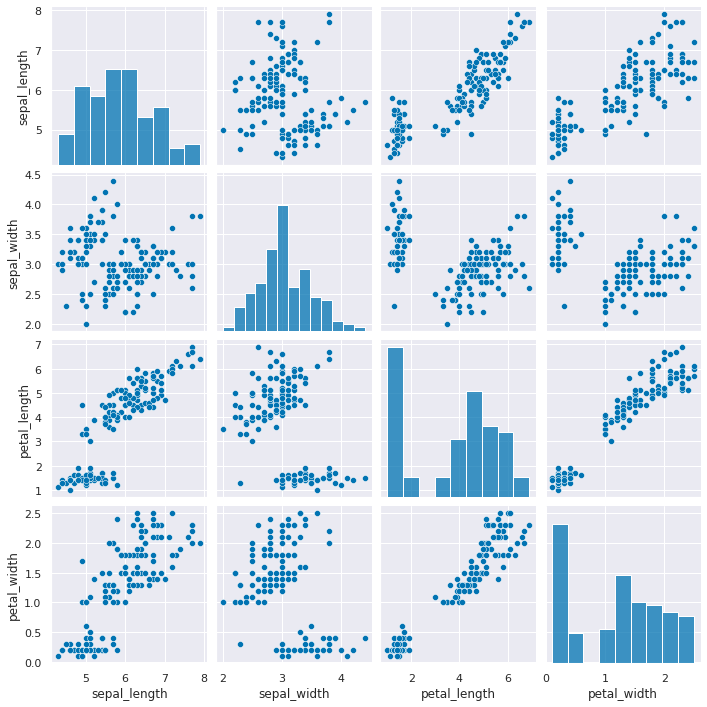 8
7
6
5
sepal_length
4.5
4.0
3.5
3.0
2.5
2.0
sepal_width
7
6
5
4
3
2
1
petal_length
2.5
2.0
1.5
1.0
0.5
0.0
petal_width
5 6 7 8
sepal_length
2 3 4
sepal_width
2 4 6
petal_length
0 1 2
petal_width